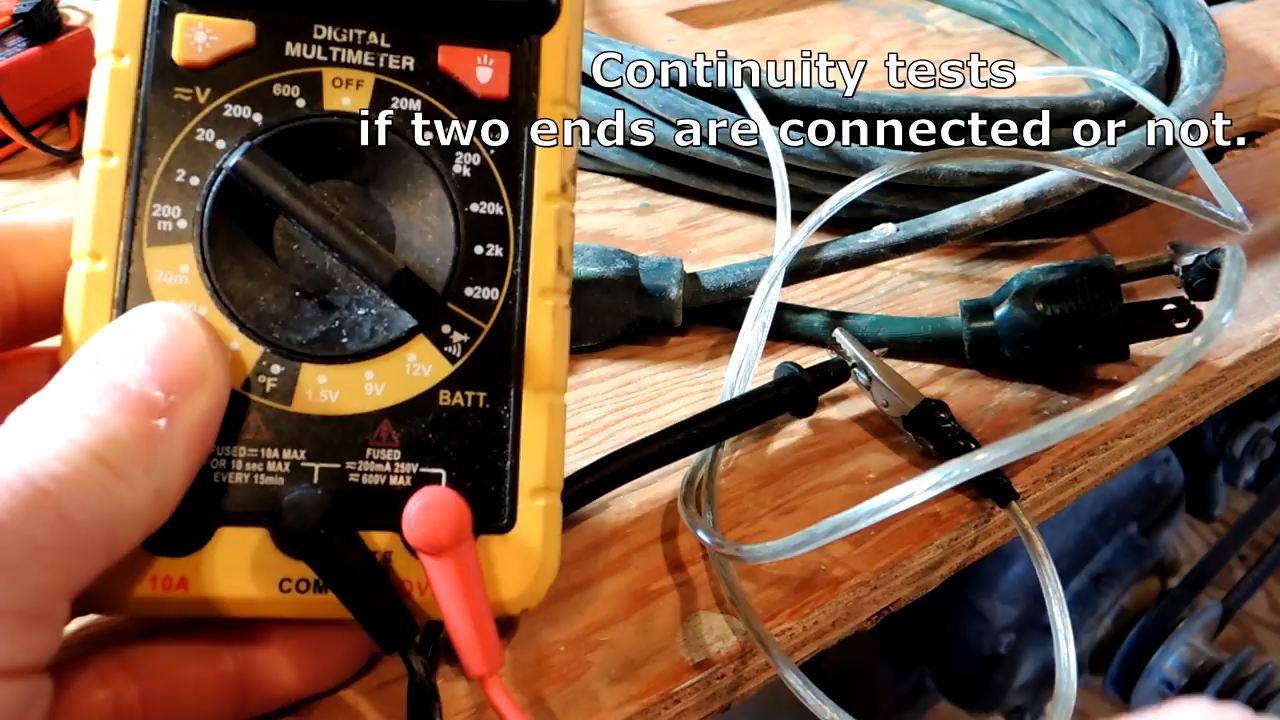 DIGITAL
MULTIMETER
Continuity tests
if two ends are connected or not.
OFF
≂V
600
200
20
2
200
m
20m
°F
1.5V
9V
12V
BATT.
200
2k
20k
200
k
20M
FUSED
≂200mA 250V
≂600V MAX
FUSED⎓10A MAX
OR 10 sec MAX
EVERY 15min
10A
COM